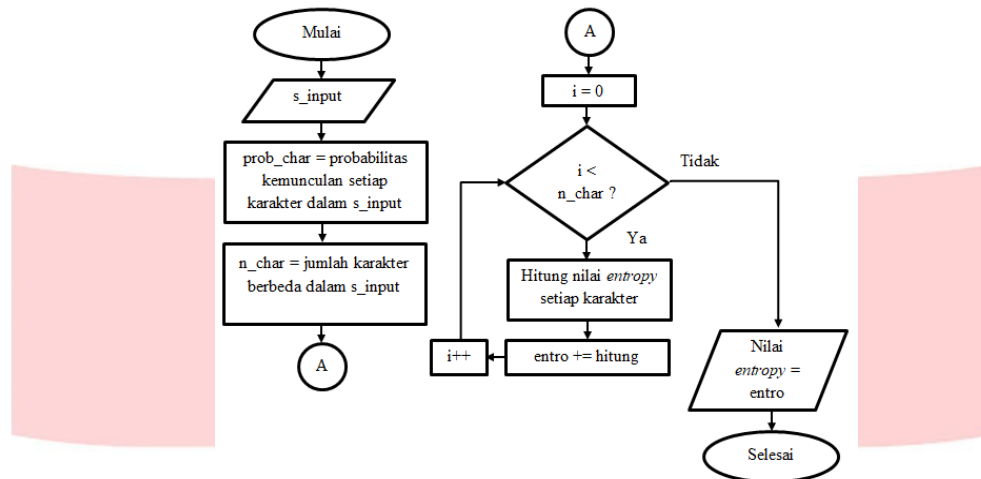 Mulai
s_input
prob_char = probabilitas
kemunculan setiap
karakter dalam s_input
n_char = jumlah karakter
berbeda dalam s_input
A
A
i = 0
i <
n_char ?
Tidak
Ya
Hitung nilai entropy
setiap karakter
entro += hitung
i++
Nilai
entropy =
entro
Selesai